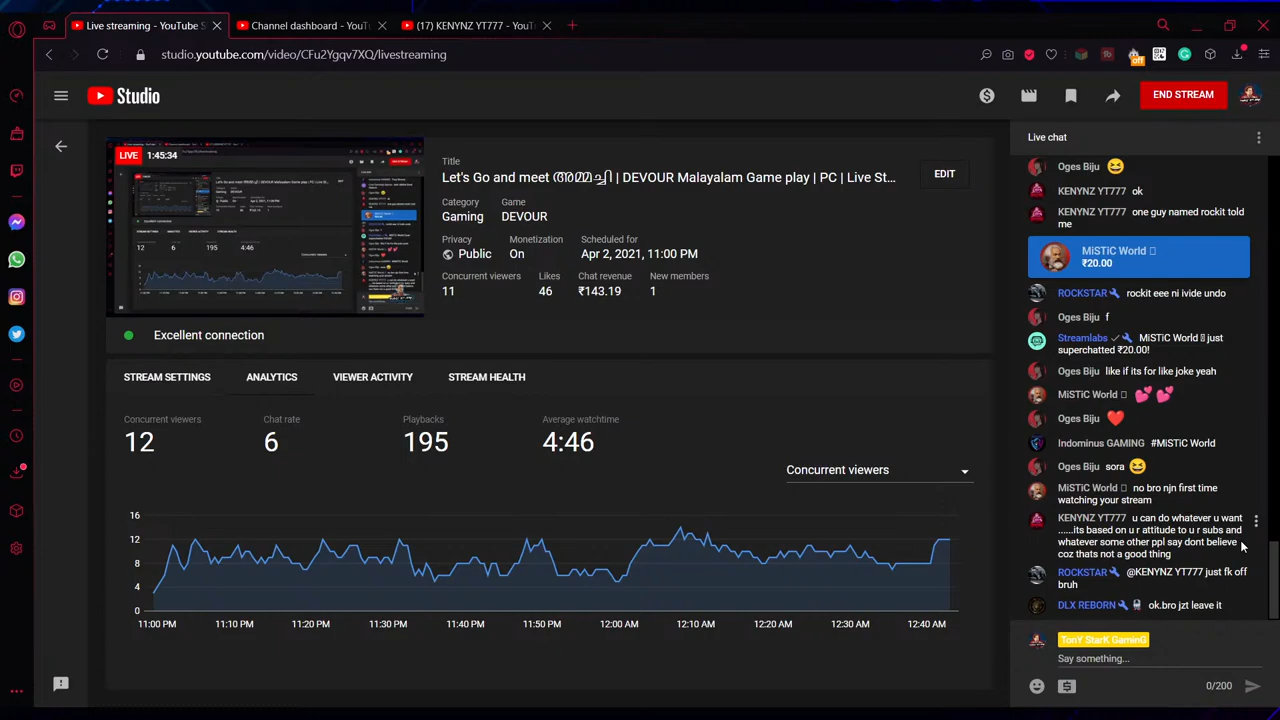 Live streaming - YouTube S
Channel dashboard - YouT
(17) KENYNZ YT777 - YouT
studio.youtube.com/video/CFu2Ygqv7XQ/livestreaming
off
Studio
END STREAM
LIVE 1:45:34
Title
Let's Go and meet അമ്മച്ചി | DEVOUR Malayalam Game play | PC | Live St...
EDIT
Category Game
Gaming DEVOUR
Privacy Monetization Scheduled for
Public On Apr 2, 2021, 11:00 PM
Concurrent viewers Likes Chat revenue New members
11 46 ₹143.19 1
Excellent connection
STREAM SETTINGS ANALYTICS VIEWER ACTIVITY STREAM HEALTH
Concurrent viewers Chat rate Playbacks Average watchtime
12 6 195 4:46
Concurrent viewers
16
12
8
4
0
11:00 PM 11:10 PM 11:20 PM 11:30 PM 11:40 PM 11:50 PM 12:00 AM 12:10 AM 12:20 AM 12:30 AM 12:40 AM
Live chat
Oges Biju 😆
KENYNZ YT777 ok
KENYNZ YT777 one guy named rockit told
me
MiSTiC World
₹20.00
ROCKSTAR rockit eee ni ivide undo
Oges Biju f
Streamlabs MiSTiC World just
superchatted ₹20.00!
Oges Biju like if its for like joke yeah
MiSTiC World 💕 💕
Oges Biju ❤️
Indominus GAMING #MiSTiC World
Oges Biju sora 😆
MiSTiC World no bro njn first time
watching your stream
KENYNZ YT777 u can do whatever u want
......its based on u r attitude to u r subs and
whatever some other ppl say dont believe
coz thats not a good thing
ROCKSTAR @KENYNZ YT777 just fk off
bruh
DLX REBORN ok.bro jzt leave it
TonY StarK GaminG
Say something...
0/200